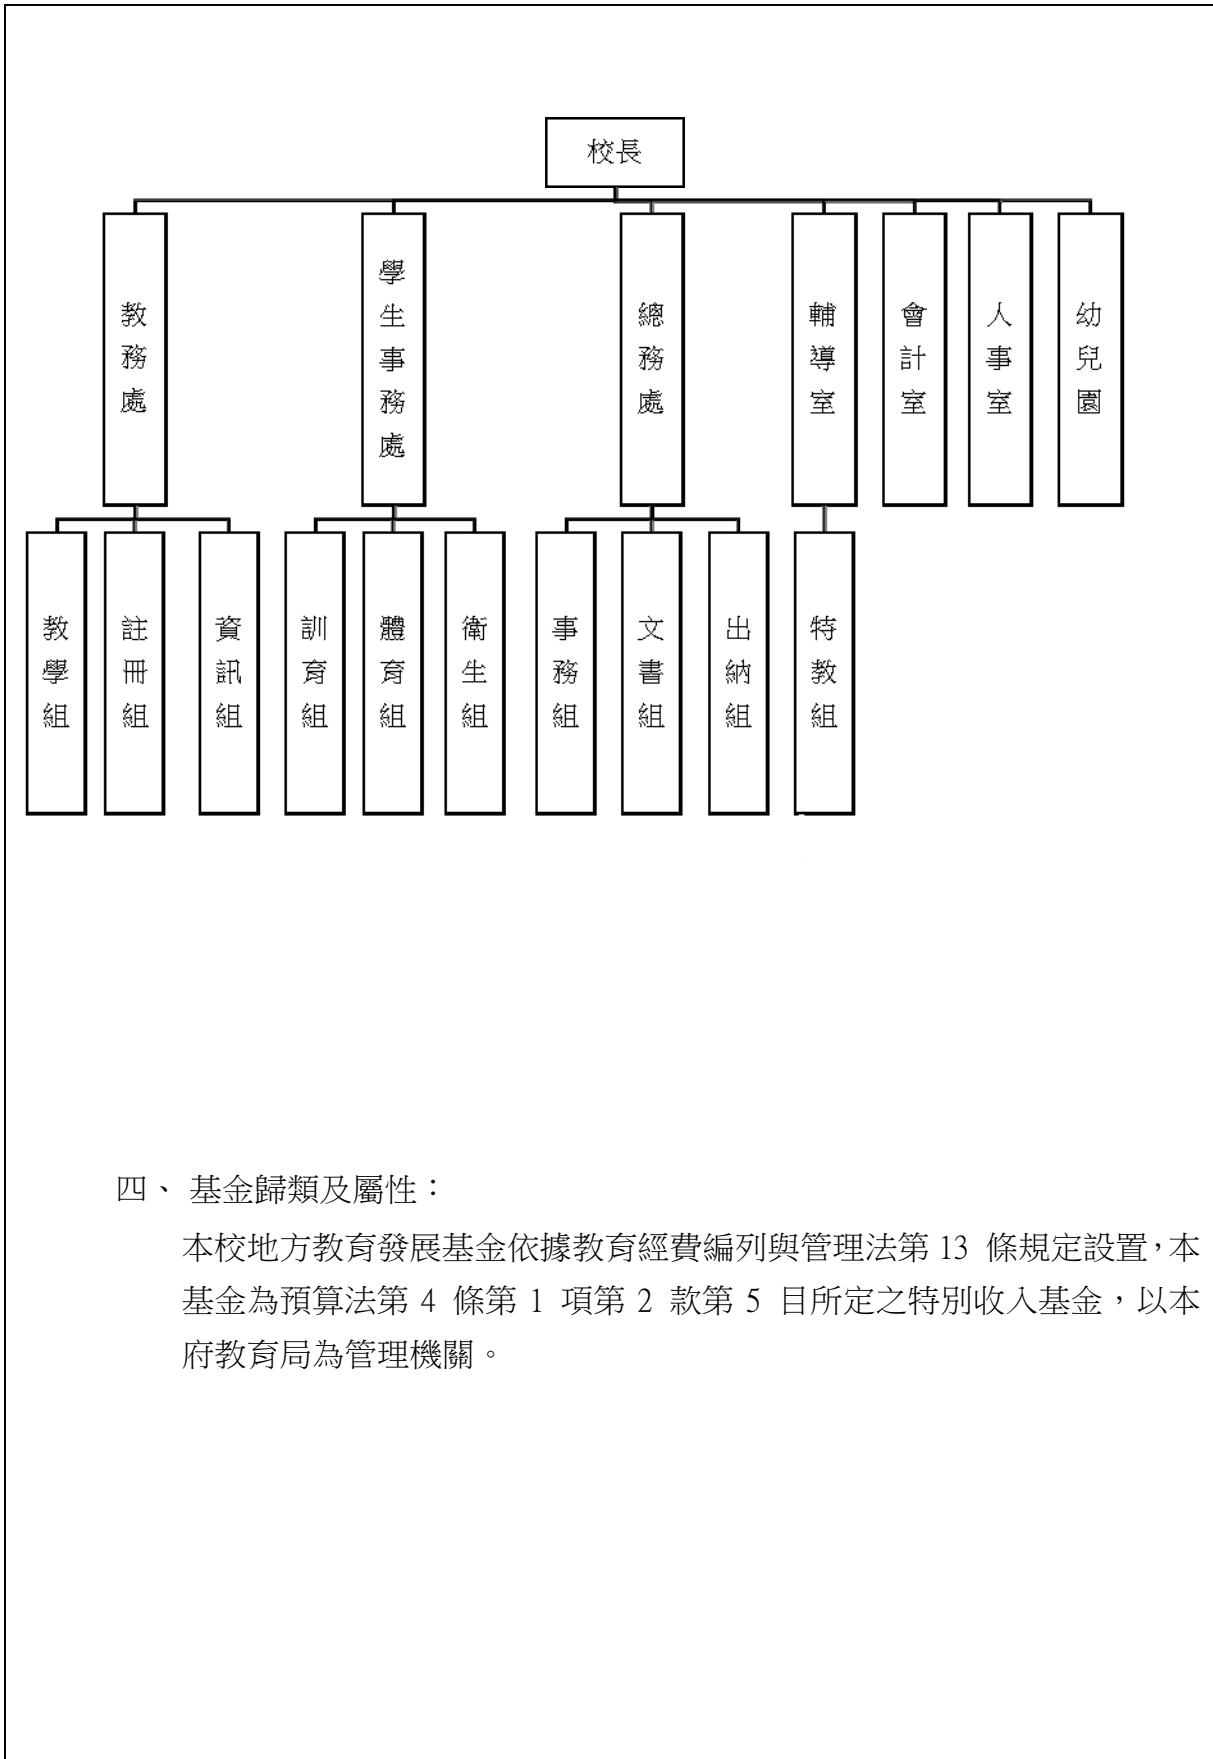 校長
教務處
學生事務處
總務處
輔導室
會計室
人事室
幼兒園
教學組
註冊組
資訊組
訓育組
體育組
衛生組
事務組
文書組
出納組
特教組
四、 基金歸類及屬性：
本校地方教育發展基金依據教育經費編列與管理法第 13 條規定設置，本
基金為預算法第 4 條第 1 項第 2 款第 5 目所定之特別收入基金，以本
府教育局為管理機關。